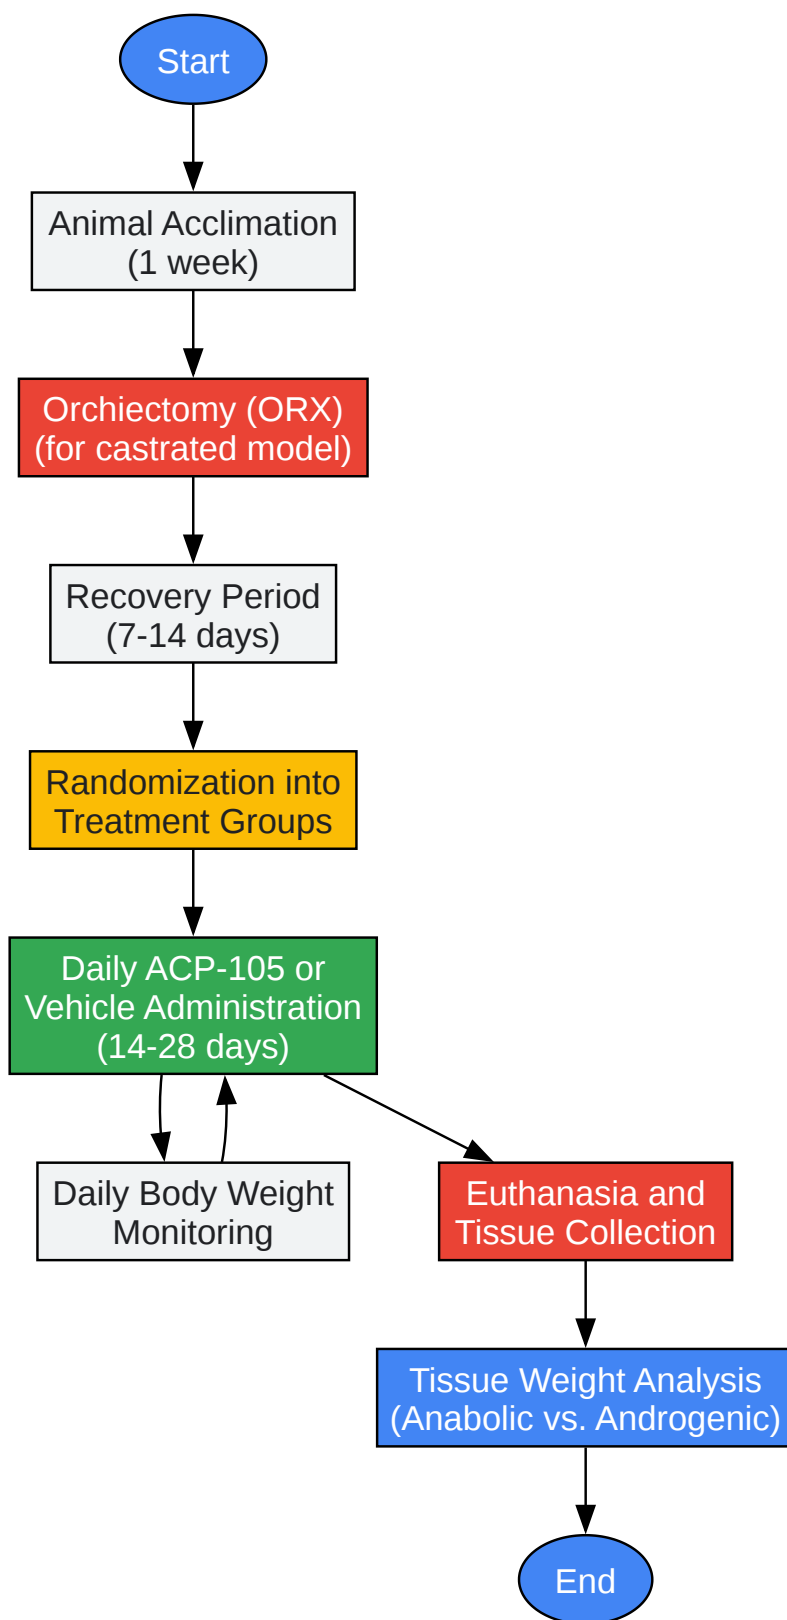 Start
Animal Acclimation
(1 week)
Orchiectomy (ORX)
(for castrated model)
Recovery Period
(7-14 days)
Randomization into
Treatment Groups
Daily ACP-105 or
Vehicle Administration
(14-28 days)
Daily Body Weight
Monitoring
Euthanasia and
Tissue Collection
Tissue Weight Analysis
(Anabolic vs. Androgenic)
End